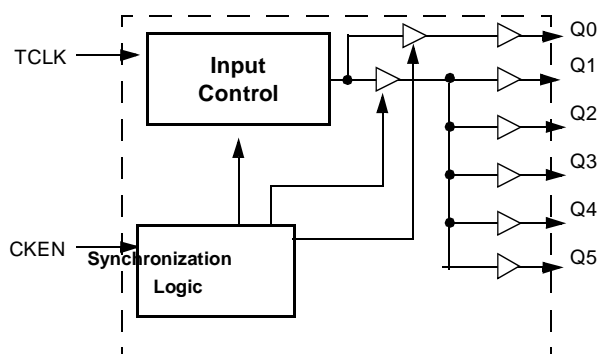 TCLK
Input
Control
CKEN
Synchronization
Logic
Q0
Q1
Q2
Q3
Q4
Q5